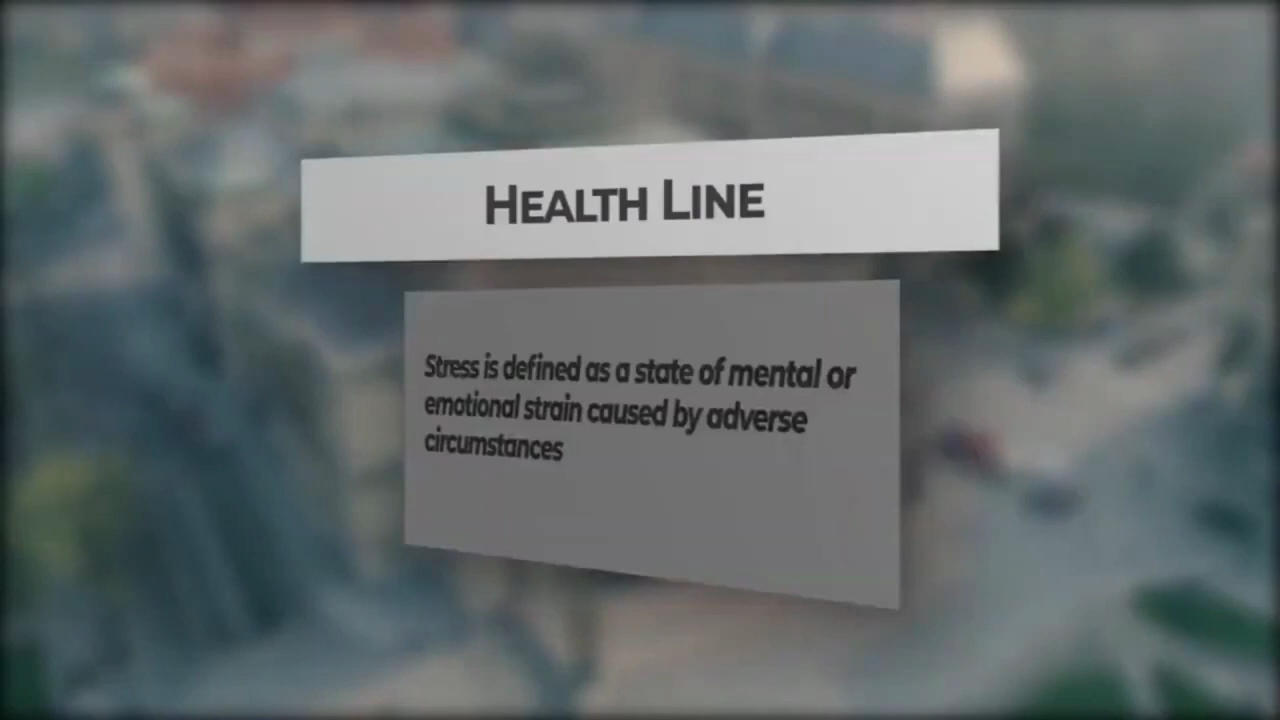 HEALTH LINE
Stress is defined as a state of mental or
emotional strain caused by adverse
circumstances